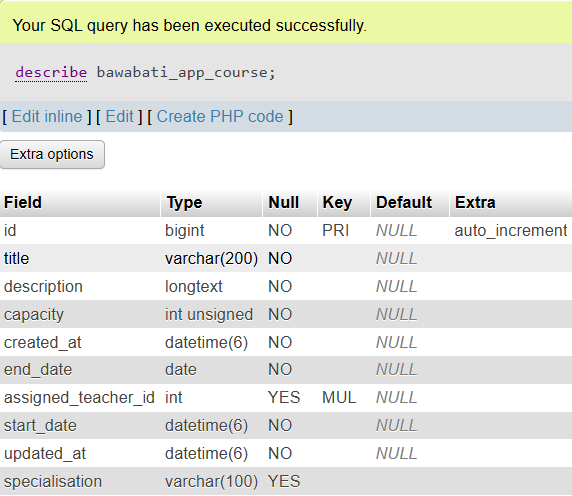 Your SQL query has been executed successfully.
describe bawabati_app_course;
[ Edit inline ] [ Edit ] [ Create PHP code ]
Extra options
Field Type Null Key Default Extra
id bigint NO PRI NULL auto_increment
title varchar(200) NO NULL
description longtext NO NULL
capacity int unsigned NO NULL
created_at datetime(6) NO NULL
end_date date NO NULL
assigned_teacher_id int YES MUL NULL
start_date datetime(6) NO NULL
updated_at datetime(6) NO NULL
specialisation varchar(100) YES